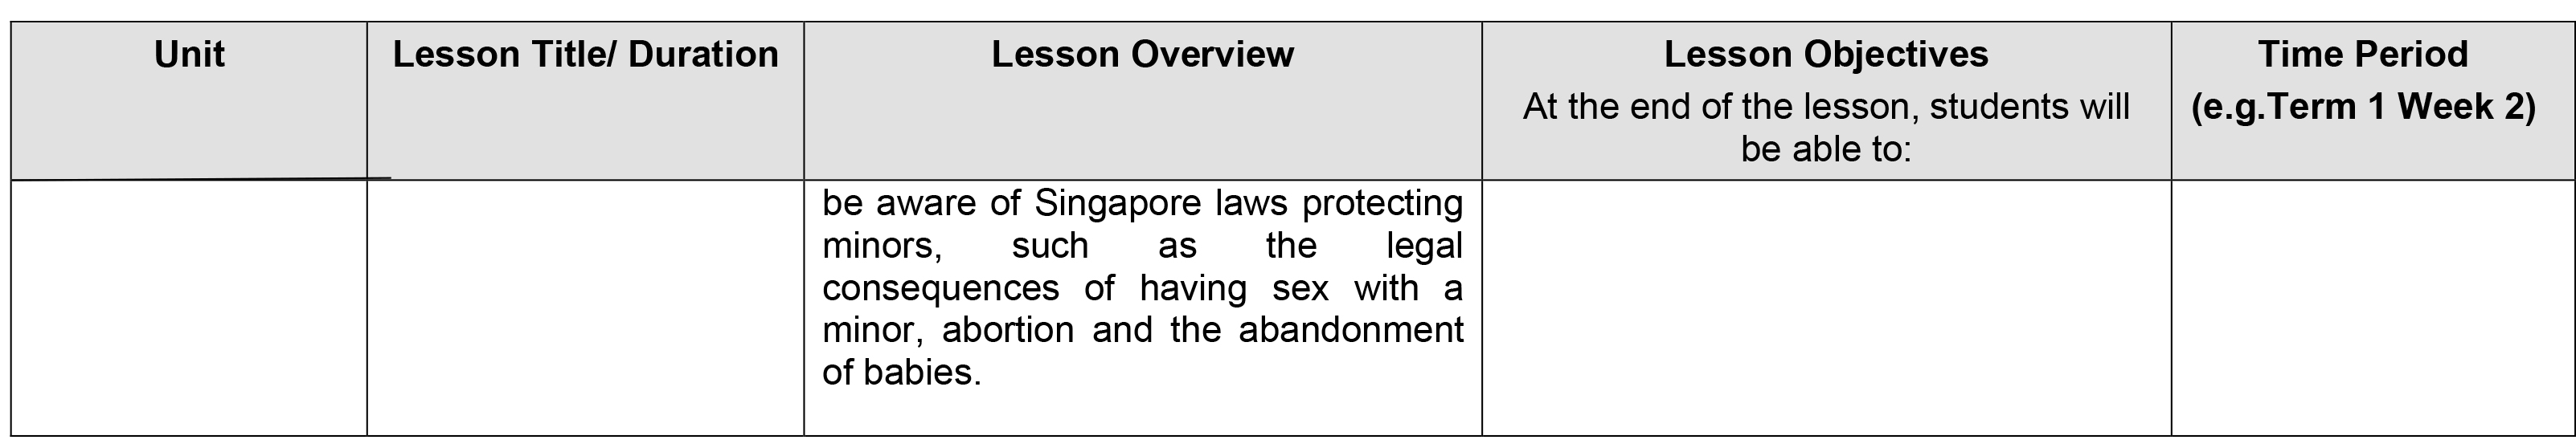 Unit
Lesson Title/ Duration
Lesson Overview
Lesson Objectives
At the end of the lesson, students will
be able to:
Time Period
(e.g.Term 1 Week 2)
be aware of Singapore laws protecting
minors, such as the legal
consequences of having sex with a
minor, abortion and the abandonment
of babies.